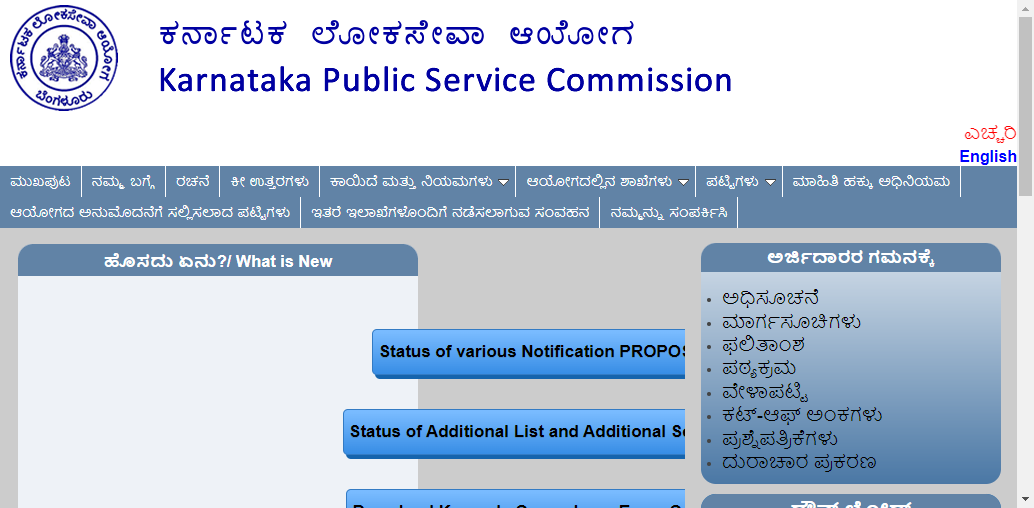 ಕರ್ನಾಟಕ ಲೋಕಸೇವಾ ಆಯೋಗ
ಬೆಂಗಳೂರು
ಕರ್ನಾಟಕ ಲೋಕಸೇವಾ ಆಯೋಗ
Karnataka Public Service Commission
ಎಚ್ಚರಿ
English
ಮುಖಪುಟ ನಮ್ಮ ಬಗ್ಗೆ ರಚನೆ ಕೀ ಉತ್ತರಗಳು ಕಾಯಿದೆ ಮತ್ತು ನಿಯಮಗಳು ಆಯೋಗದಲ್ಲಿನ ಶಾಖೆಗಳು ಪಟ್ಟಿಗಳು ಮಾಹಿತಿ ಹಕ್ಕು ಅಧಿನಿಯಮ
ಆಯೋಗದ ಅನುಮೊದನೆಗೆ ಸಲ್ಲಿಸಲಾದ ಪಟ್ಟಿಗಳು ಇತರೆ ಇಲಾಖೆಗಳೊಂದಿಗೆ ನಡೆಸಲಾಗುವ ಸಂವಹನ ನಮ್ಮನ್ನು ಸಂಪರ್ಕಿಸಿ
ಹೊಸದು ಏನು?/ What is New
Status of various Notification PROPOS
Status of Additional List and Additional Se
ಅರ್ಜಿದಾರರ ಗಮನಕ್ಕೆ
ಅಧಿಸೂಚನೆ
ಮಾರ್ಗಸೂಚಿಗಳು
ಫಲಿತಾಂಶ
ಪಠ್ಯಕ್ರಮ
ವೇಳಾಪಟ್ಟಿ
ಕಟ್-ಆಫ್ ಅಂಕಗಳು
ಪ್ರಶ್ನೆಪತ್ರಿಕೆಗಳು
ದುರಾಚಾರ ಪ್ರಕರಣ